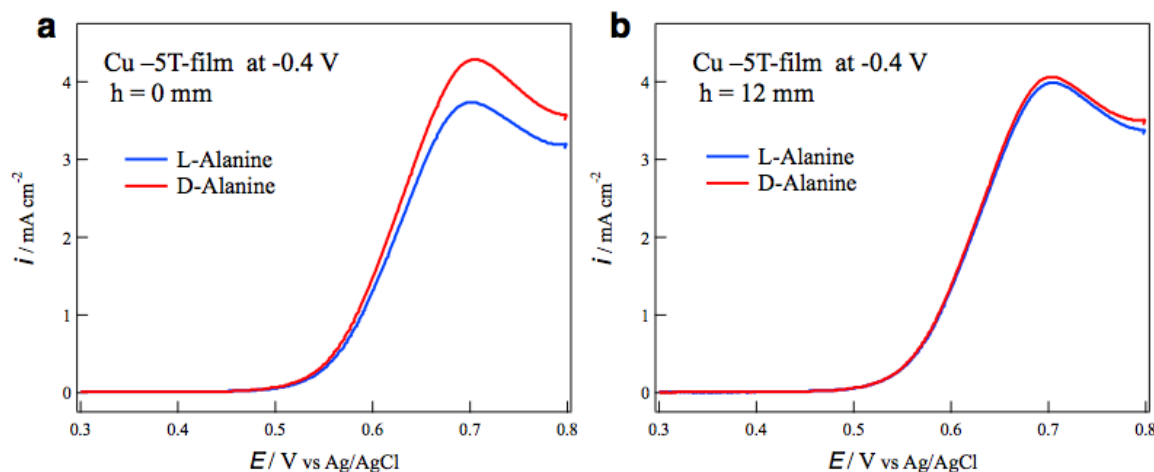 a
Cu –5T-film at -0.4 V
h = 0 mm
L-Alanine
D-Alanine
4
3
2
1
0
i / mA cm-2
0.3 0.4 0.5 0.6 0.7 0.8
E / V vs Ag/AgCl
b
Cu –5T-film at -0.4 V
h = 12 mm
L-Alanine
D-Alanine
4
3
2
1
0
i / mA cm-2
0.3 0.4 0.5 0.6 0.7 0.8
E / V vs Ag/AgCl